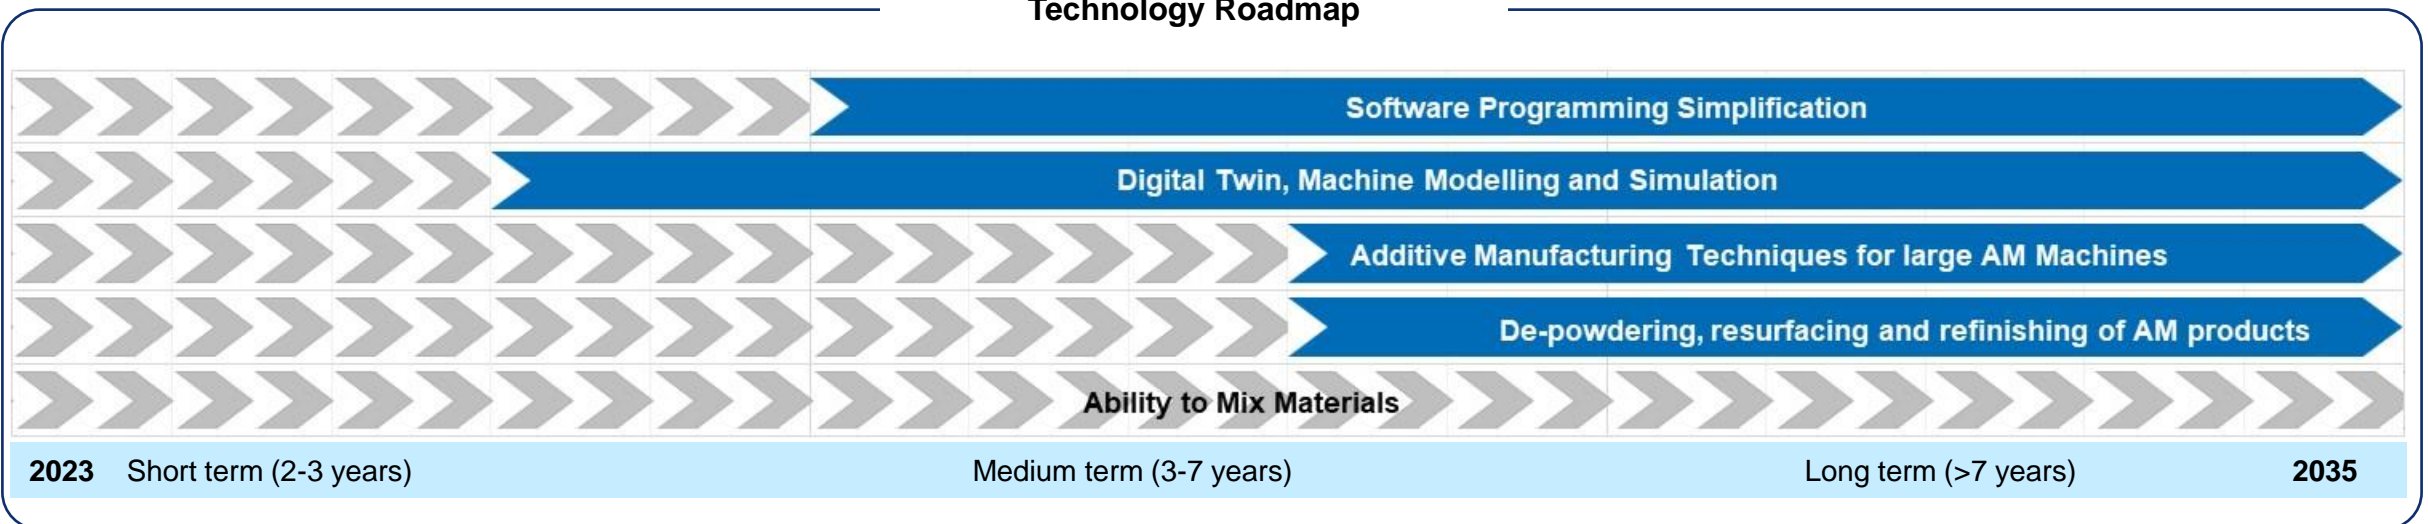 Technology Roadmap
Software Programming Simplification
Digital Twin, Machine Modelling and Simulation
Additive Manufacturing Techniques for large AM Machines
De-powdering, resurfacing and refinishing of AM products
Ability to Mix Materials
2023 Short term (2-3 years) Medium term (3-7 years) Long term (>7 years) 2035